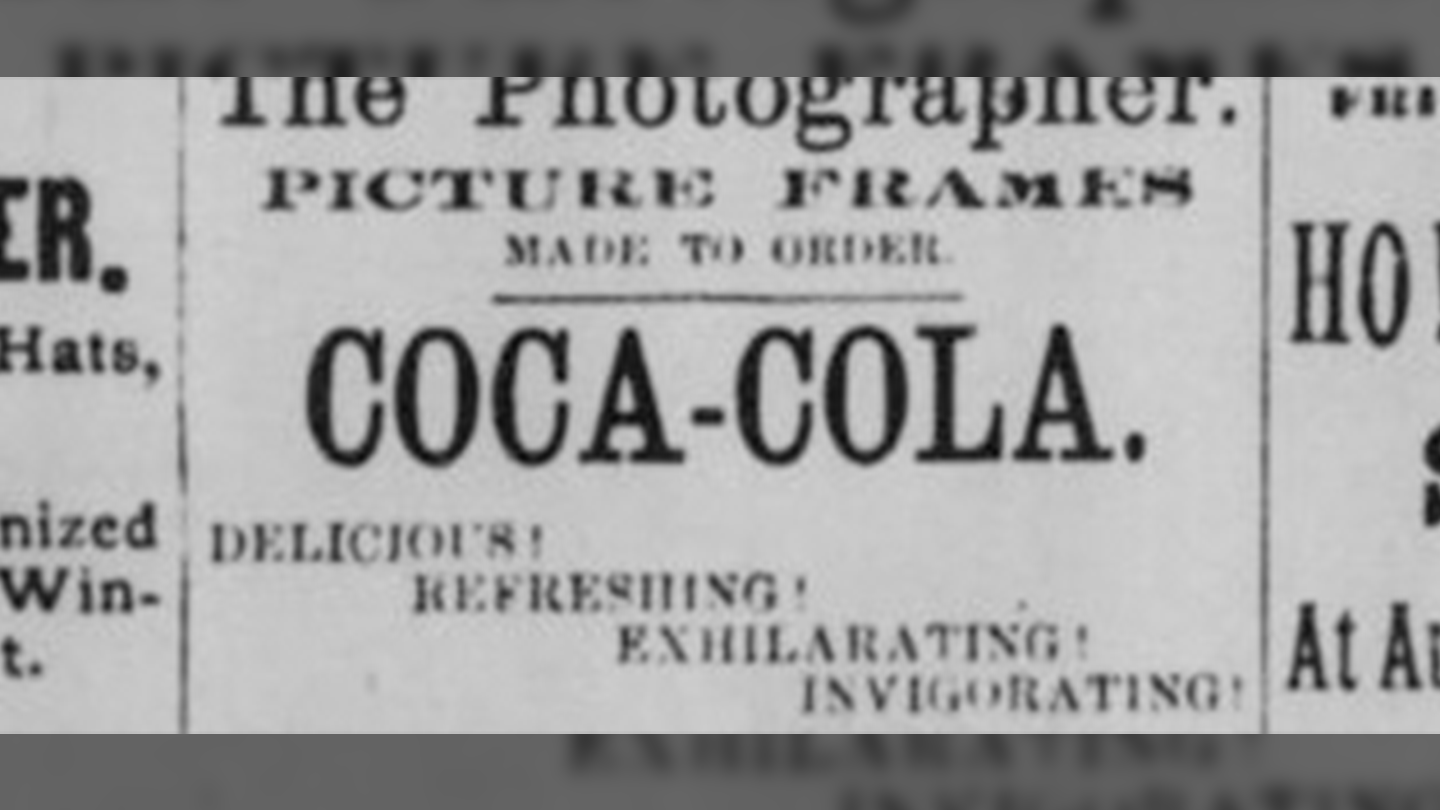 The Photographer.
PICTURE FRAMES
MADE TO ORDER.
COCA-COLA.
DELICIOUS!
REFRESHING!
EXHILARATING!
INVIGORATING!
ER.
Hats,
nized
Win-
t.
HO
At